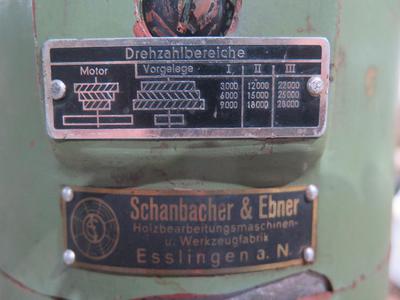 Drehzahlbereiche
Motor Vorgelege I II III
3000 12000 22000
6000 15000 25000
9000 18000 28000
Schanbacher & Ebner
Holzbearbeitungsmaschinen-
u. Werkzeugfabrik
Esslingen a. N.